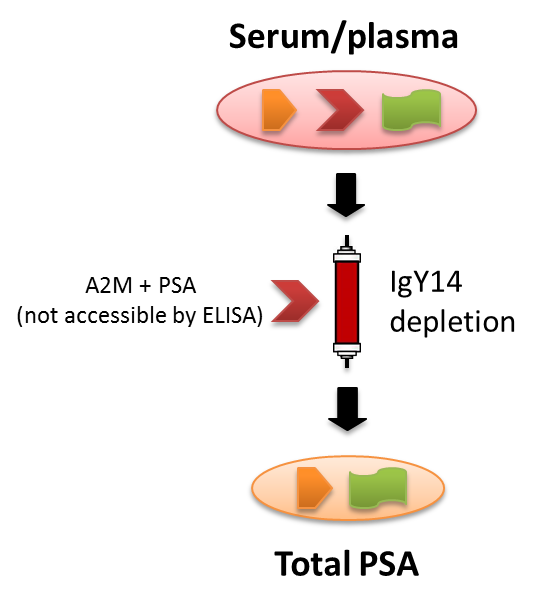 Serum/plasma
A2M + PSA
(not accessible by ELISA)
IgY14
depletion
Total PSA